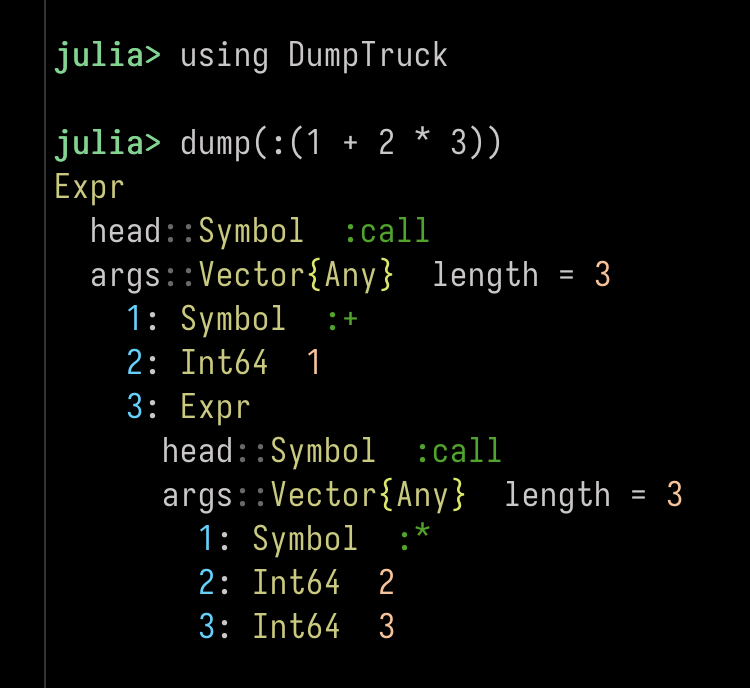 julia> using DumpTruck
julia> dump(:(1 + 2 * 3))
Expr
  head::Symbol  :call
  args::Vector{Any}  length = 3
    1: Symbol  :+
    2: Int64  1
    3: Expr
      head::Symbol  :call
      args::Vector{Any}  length = 3
        1: Symbol  :*
        2: Int64  2
        3: Int64  3